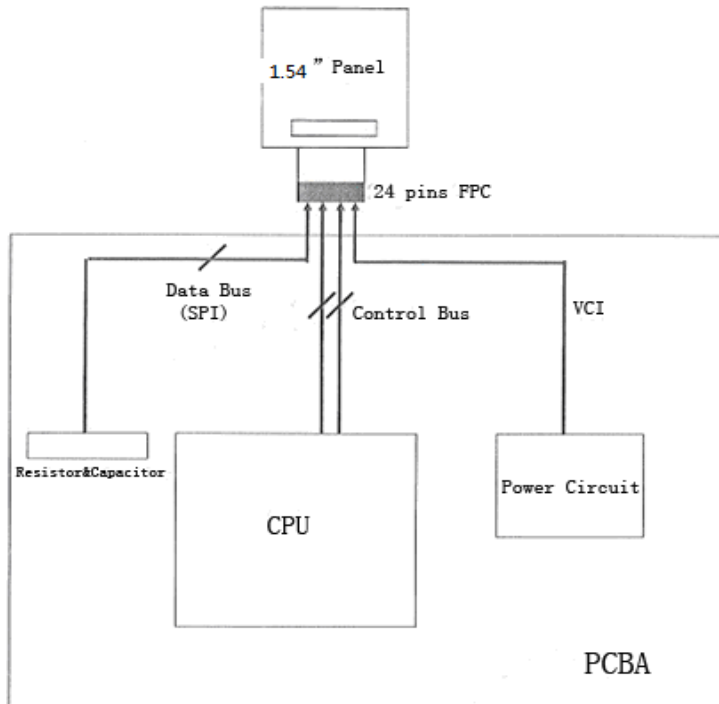 1.54 ” Panel
24 pins FPC
Data Bus
(SPI)
Control Bus
VCI
Resistor&Capacitor
CPU
Power Circuit
PCBA